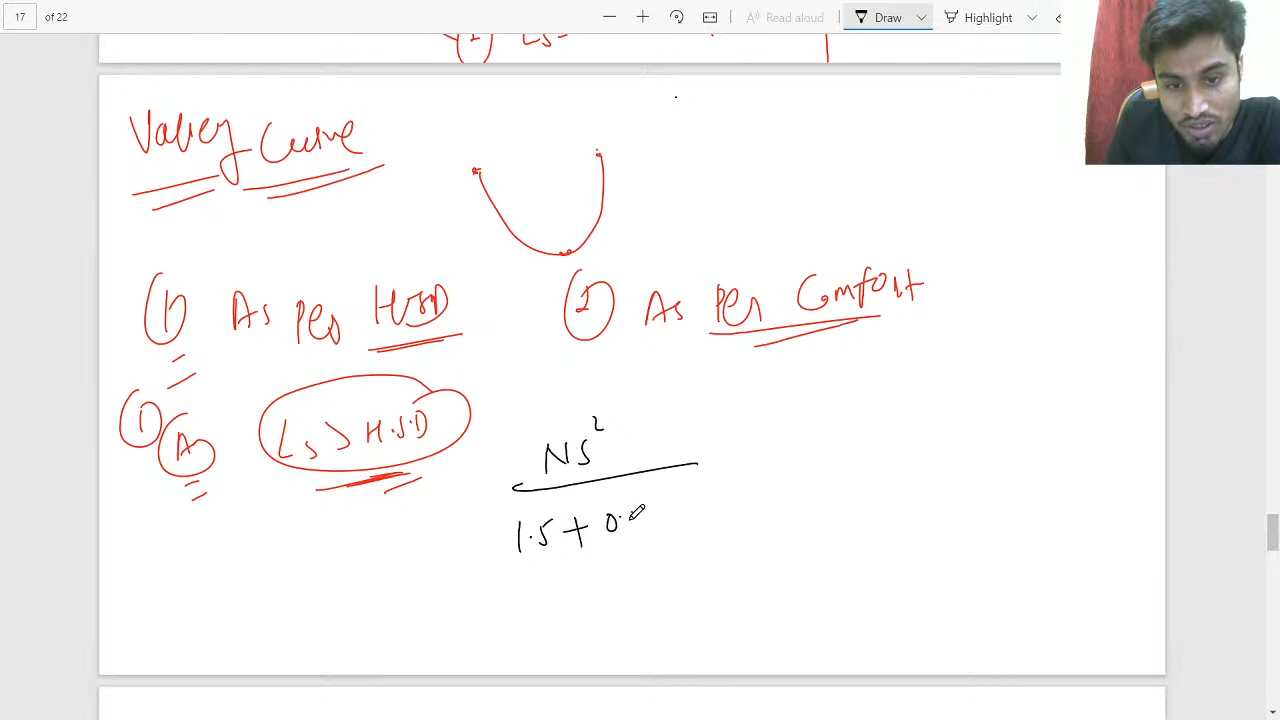 17 of 22 Read aloud Draw Highlight
Valley Curve
① As Per HSD ② As Per Comfort
① Ⓐ Ls > H.S.D
NS²
1.5 + 0.